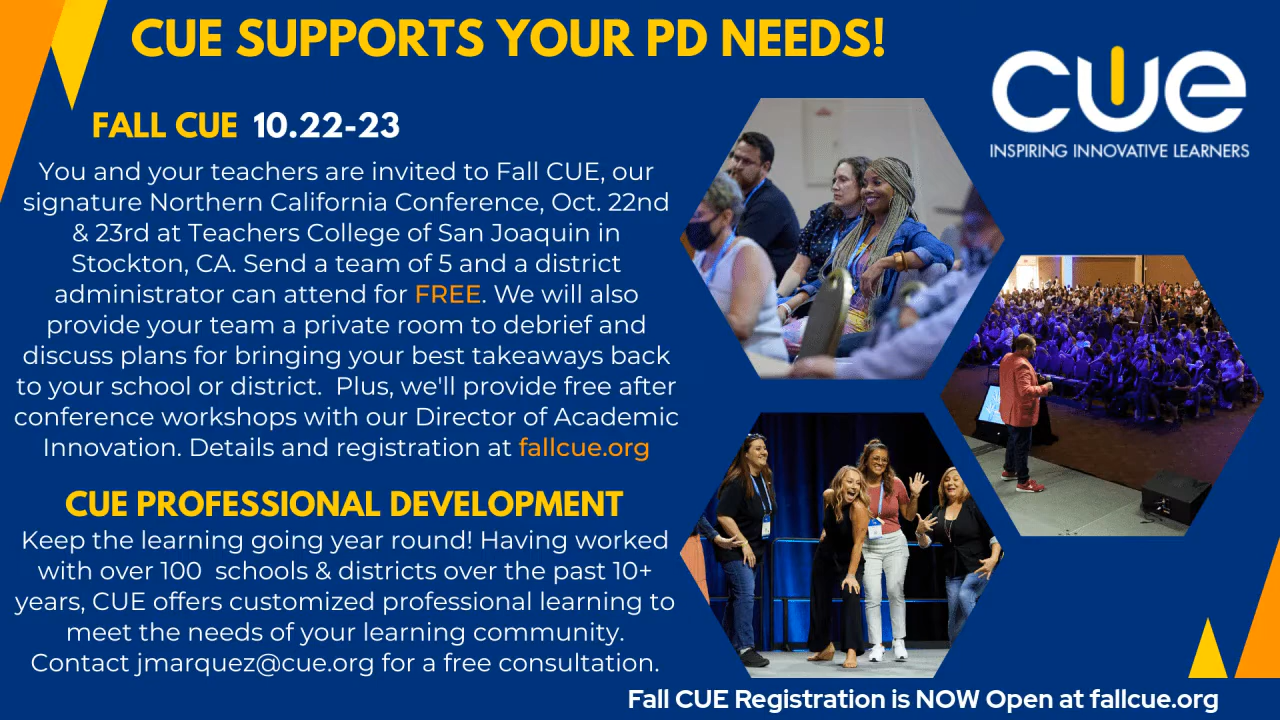 CUE SUPPORTS YOUR PD NEEDS!
cue
INSPIRING INNOVATIVE LEARNERS
FALL CUE 10.22-23
You and your teachers are invited to Fall CUE, our
signature Northern California Conference, Oct. 22nd
& 23rd at Teachers College of San Joaquin in
Stockton, CA. Send a team of 5 and a district
administrator can attend for FREE. We will also
provide your team a private room to debrief and
discuss plans for bringing your best takeaways back
to your school or district. Plus, we'll provide free after
conference workshops with our Director of Academic
Innovation. Details and registration at fallcue.org
CUE PROFESSIONAL DEVELOPMENT
Keep the learning going year round! Having worked
with over 100 schools & districts over the past 10+
years, CUE offers customized professional learning to
meet the needs of your learning community.
Contact jmarquez@cue.org for a free consultation.
Fall CUE Registration is NOW Open at fallcue.org